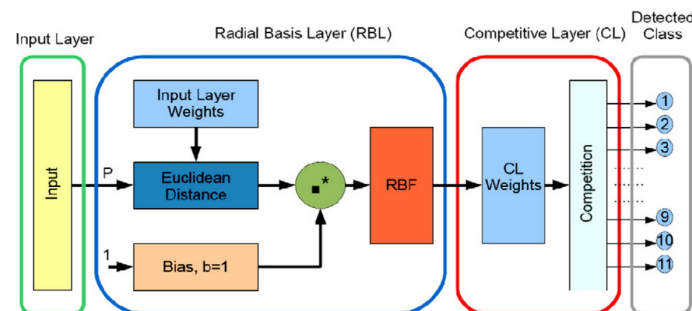 Input Layer
Radial Basis Layer (RBL)
Competitive Layer (CL)
Detected
Class
Input
P
1
Input Layer
Weights
Euclidean
Distance
Bias, b=1
.*
RBF
CL
Weights
Competition
1
2
3
......
......
9
10
11